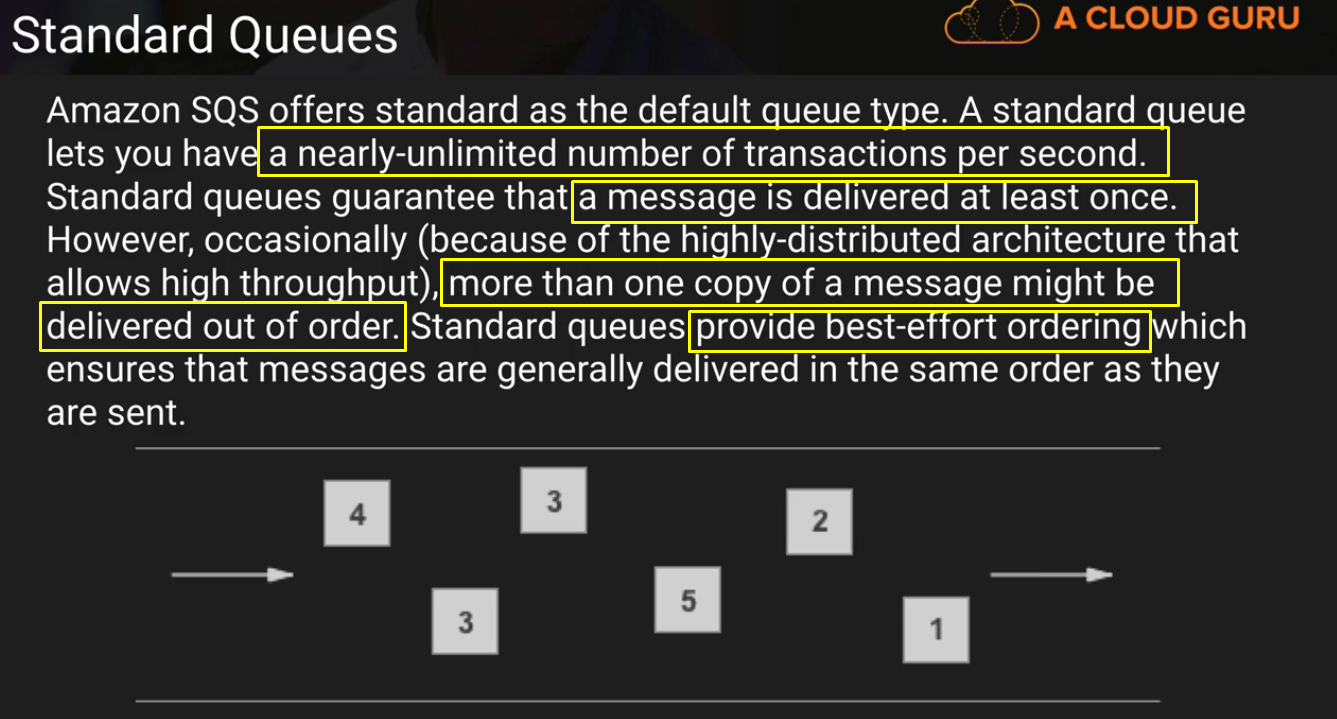 Standard Queues
A CLOUD GURU
Amazon SQS offers standard as the default queue type. A standard queue
lets you have a nearly-unlimited number of transactions per second.
Standard queues guarantee that a message is delivered at least once.
However, occasionally (because of the highly-distributed architecture that
allows high throughput), more than one copy of a message might be
delivered out of order. Standard queues provide best-effort ordering which
ensures that messages are generally delivered in the same order as they
are sent.
4
3
2
3
5
1